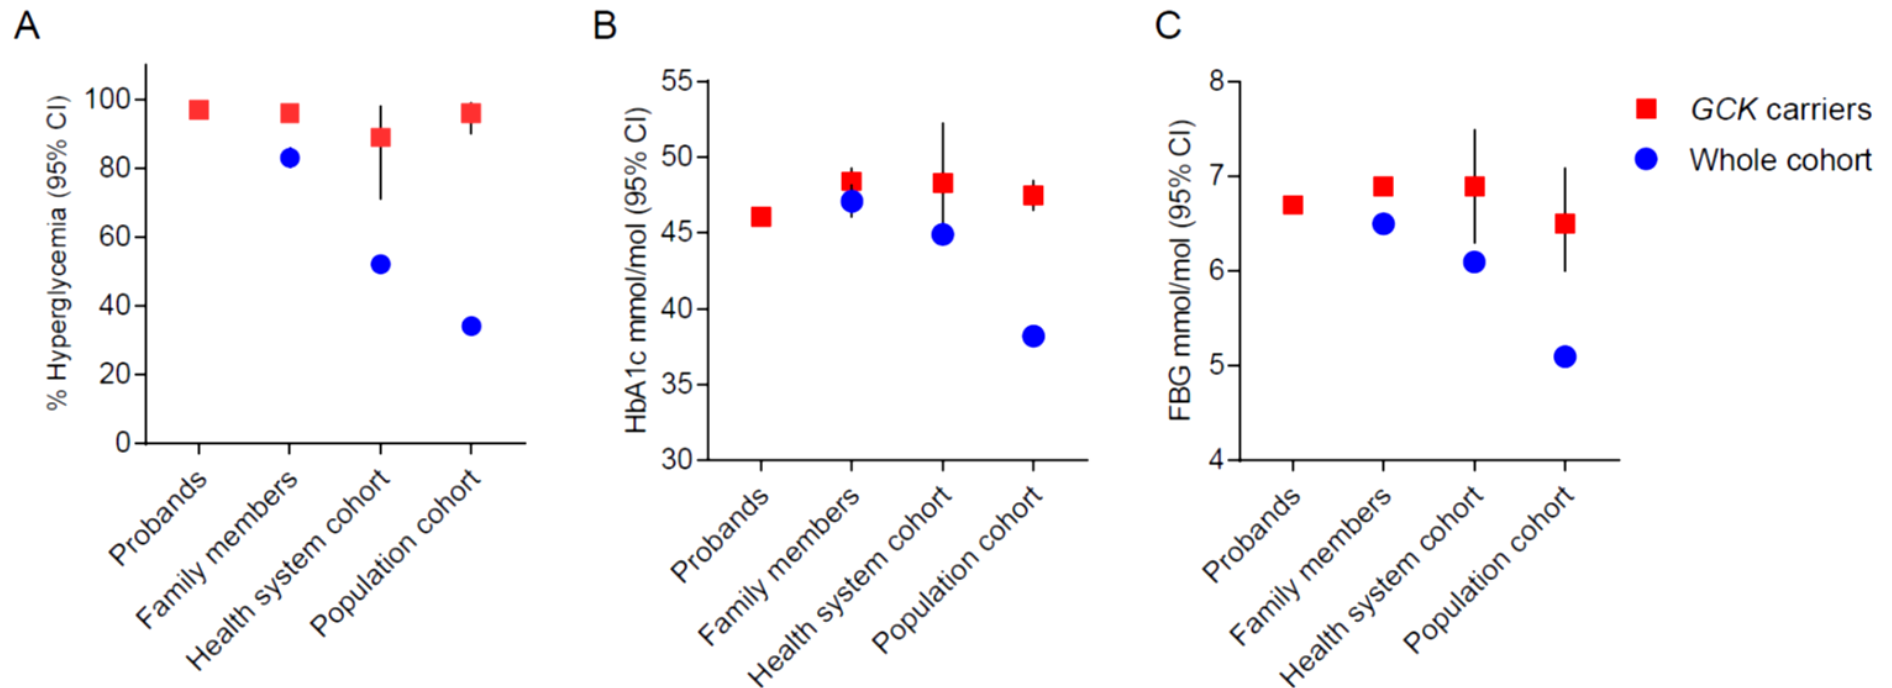 A
% Hyperglycemia (95% CI)
100
80
60
40
20
0
Probands
Family members
Health system cohort
Population cohort
B
HbA1c mmol/mol (95% CI)
55
50
45
40
35
30
Probands
Family members
Health system cohort
Population cohort
C
FBG mmol/mol (95% CI)
8
7
6
5
4
Probands
Family members
Health system cohort
Population cohort
GCK carriers
Whole cohort